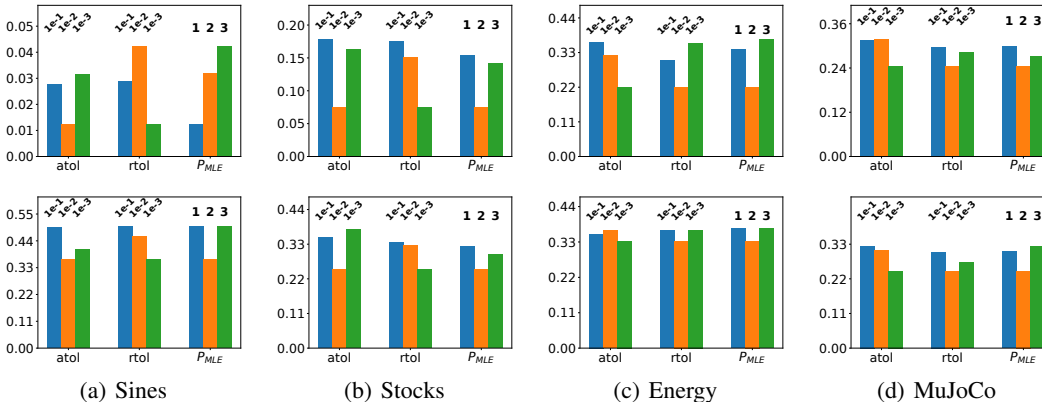 1e-1 1e-2 1e-3 1e-1 1e-2 1e-3 1 2 3
0.05
0.04
0.03
0.01
0.00
atol rtol P_MLE
1e-1 1e-2 1e-3 1e-1 1e-2 1e-3 1 2 3
0.20
0.15
0.10
0.05
0.00
atol rtol P_MLE
1e-1 1e-2 1e-3 1e-1 1e-2 1e-3 1 2 3
0.44
0.33
0.22
0.11
0.00
atol rtol P_MLE
1e-1 1e-2 1e-3 1e-1 1e-2 1e-3 1 2 3
0.36
0.24
0.12
0.00
atol rtol P_MLE
1e-1 1e-2 1e-3 1e-1 1e-2 1e-3 1 2 3
0.55
0.44
0.33
0.22
0.11
0.00
atol rtol P_MLE
1e-1 1e-2 1e-3 1e-1 1e-2 1e-3 1 2 3
0.44
0.33
0.22
0.11
0.00
atol rtol P_MLE
1e-1 1e-2 1e-3 1e-1 1e-2 1e-3 1 2 3
0.44
0.33
0.22
0.11
0.00
atol rtol P_MLE
1e-1 1e-2 1e-3 1e-1 1e-2 1e-3 1 2 3
0.33
0.22
0.11
0.00
atol rtol P_MLE
(a) Sines
(b) Stocks
(c) Energy
(d) MuJoCo